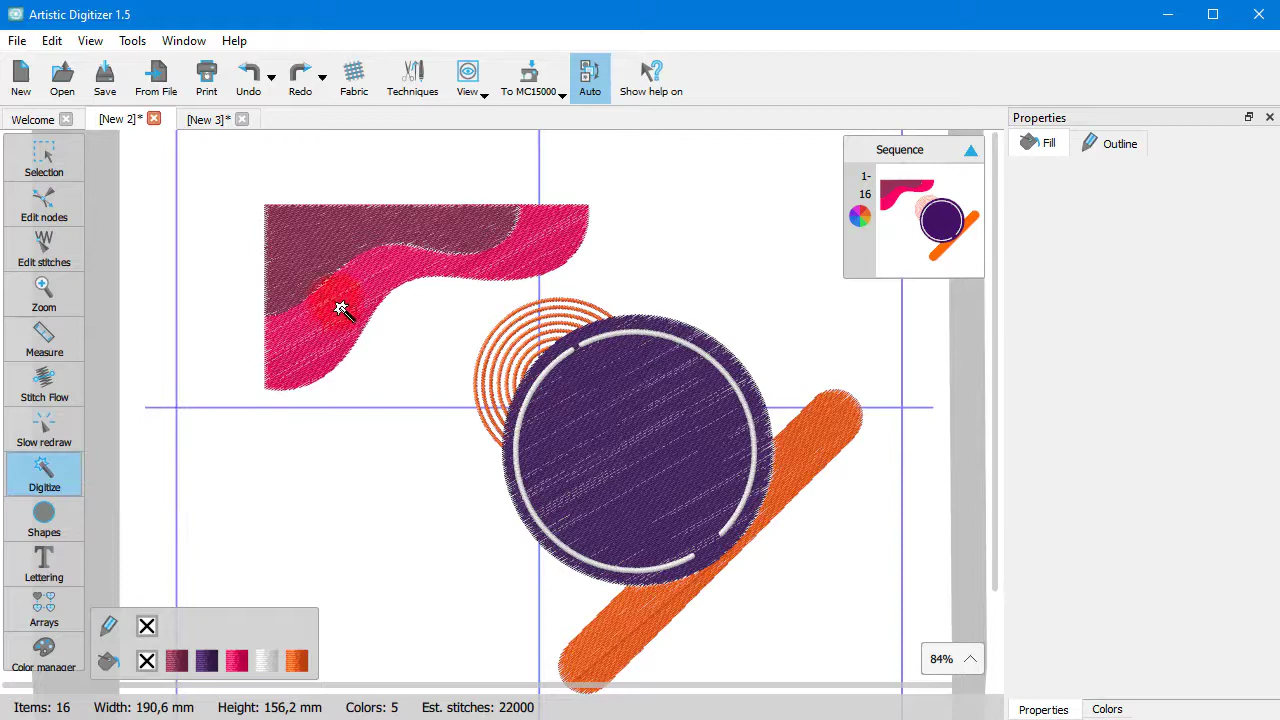 Artistic Digitizer 1.5
File Edit View Tools Window Help
New Open Save From File Print Undo Redo Fabric Techniques View To MC15000 Auto Show help on
Welcome [New 2]* [New 3]*
Properties
Fill Outline
Selection
Edit nodes
Edit stitches
Zoom
Measure
Stitch Flow
Slow redraw
Digitize
Shapes
Lettering
Arrays
Color manager
Sequence
1-
16
84%
Items: 16 Width: 190,6 mm Height: 156,2 mm Colors: 5 Est. stitches: 22000
Properties Colors